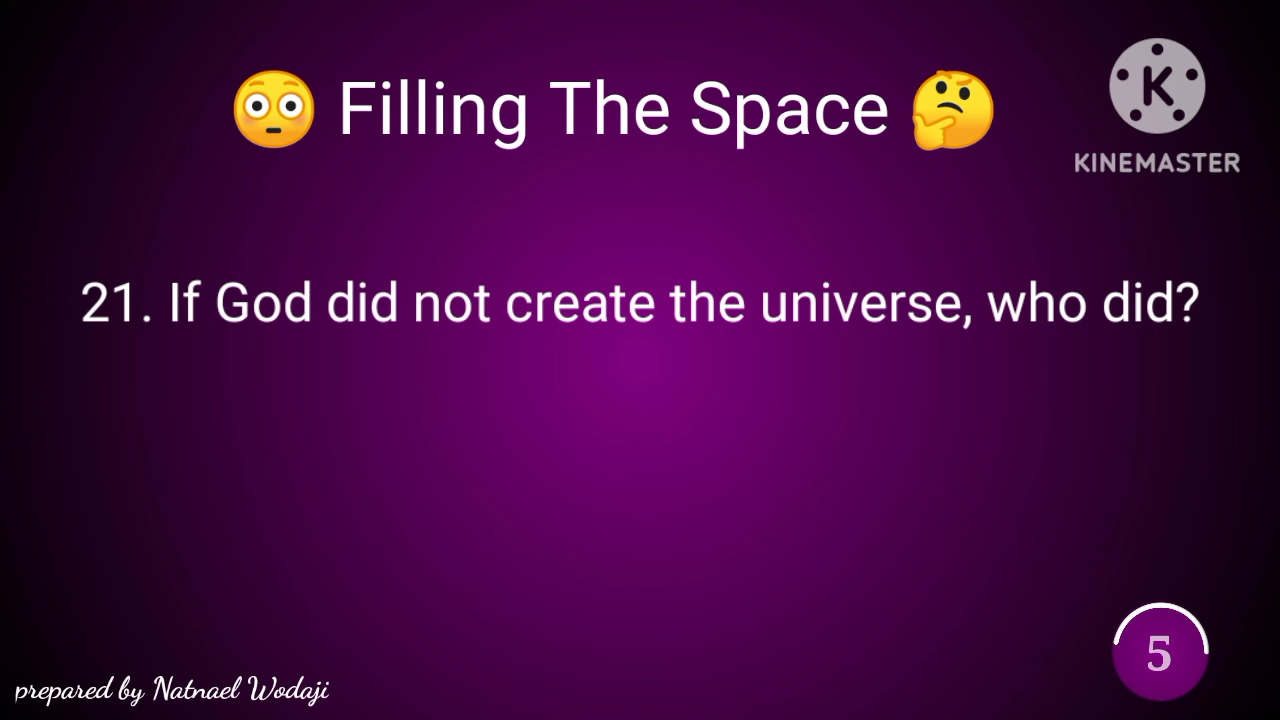 😳 Filling The Space 🤔
KINEMASTER
21. If God did not create the universe, who did?
5
prepared by Natnael Wodaji